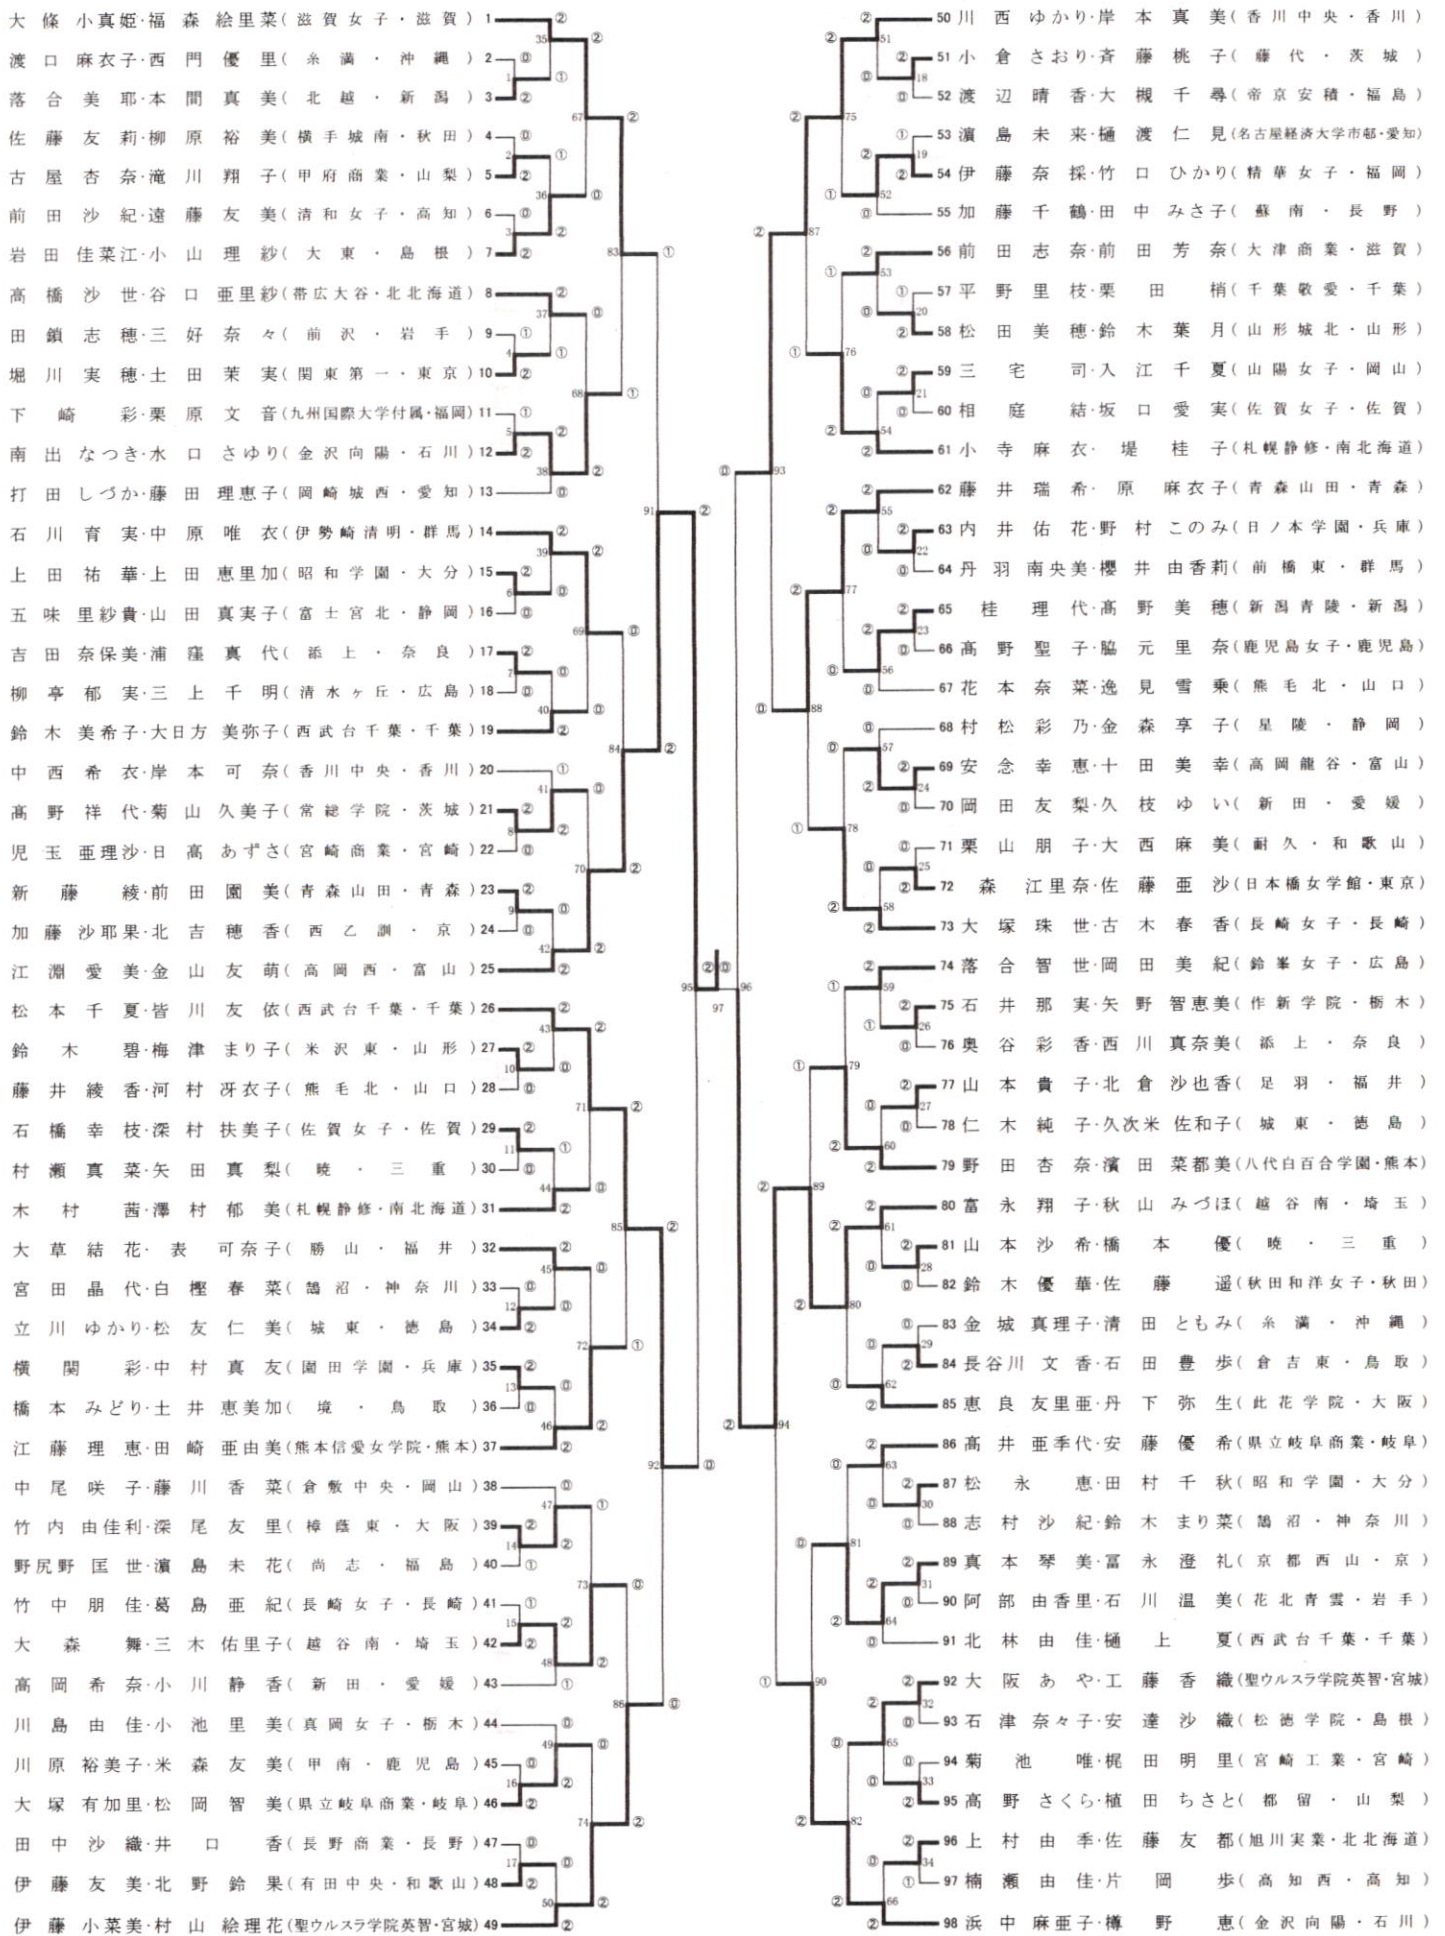 大條小真姫・福森絵里菜(滋賀女子・滋賀) 1
渡口麻衣子・西門優里(糸満・沖縄) 2
落合美耶・本間真美(北越・新潟) 3
佐藤友莉・柳原裕美(横手城南・秋田) 4
古屋杏奈・滝川翔子(甲府商業・山梨) 5
前田沙紀・遠藤友美(清和女子・高知) 6
岩田佳菜江・小山理紗(大東・島根) 7
高橋沙世・谷口亜里紗(帯広大谷・北北海道) 8
田鎖志穂・三好奈々(前沢・岩手) 9
堀川実穂・土田茉実(関東第一・東京) 10
下崎彩・栗原文音(九州国際大学付属・福岡) 11
南出なつき・水口さゆり(金沢向陽・石川) 12
打田しづか・藤田理恵子(岡崎城西・愛知) 13
石川育実・中原唯衣(伊勢崎清明・群馬) 14
上田祐華・上田恵里加(昭和学園・大分) 15
五味里紗貴・山田真実子(富士宮北・静岡) 16
吉田奈保美・浦窪真代(添上・奈良) 17
柳亭郁実・三上千明(清水ヶ丘・広島) 18
鈴木美希子・大日方美弥子(西武台千葉・千葉) 19
中西希衣・岸本可奈(香川中央・香川) 20
髙野祥代・菊山久美子(常総学院・茨城) 21
児玉亜理沙・日高あずさ(宮崎商業・宮崎) 22
新藤綾・前田園美(青森山田・青森) 23
加藤沙耶果・北吉穂香(西乙訓・京) 24
江淵愛美・金山友萌(高岡西・富山) 25
松本千夏・皆川友依(西武台千葉・千葉) 26
鈴木碧・梅津まり子(米沢東・山形) 27
藤井綾香・河村冴衣子(熊毛北・山口) 28
石橋幸枝・深村扶美子(佐賀女子・佐賀) 29
村瀬真菜・矢田真梨(暁・三重) 30
木村茜・澤村郁美(札幌静修・南北海道) 31
大草結花・表可奈子(勝山・福井) 32
宮田晶代・白樫春菜(鵠沼・神奈川) 33
立川ゆかり・松友仁美(城東・徳島) 34
横関彩・中村真友(園田学園・兵庫) 35
橋本みどり・土井恵美加(境・鳥取) 36
江藤理恵・田崎亜由美(熊本信愛女学院・熊本) 37
中尾咲子・藤川香菜(倉敷中央・岡山) 38
竹内由佳利・深尾友里(樟蔭東・大阪) 39
野尻野匡世・濵島未花(尚志・福島) 40
竹中朋佳・葛島亜紀(長崎女子・長崎) 41
大森舞・三木佑里子(越谷南・埼玉) 42
高岡希奈・小川静香(新田・愛媛) 43
川島由佳・小池里美(真岡女子・栃木) 44
川原裕美子・米森友美(甲南・鹿児島) 45
大塚有加里・松岡智美(県立岐阜商業・岐阜) 46
田中沙織・井口香(長野商業・長野) 47
伊藤友美・北野鈴果(有田中央・和歌山) 48
伊藤小菜美・村山絵理花(聖ウルスラ学院英智・宮城) 49
50 川西ゆかり・岸本真美(香川中央・香川)
51 小倉さおり・斉藤桃子(藤代・茨城)
52 渡辺晴香・大槻千尋(帝京安積・福島)
53 濵島未来・樋渡仁見(名古屋経済大学市邨・愛知)
54 伊藤奈採・竹口ひかり(精華女子・福岡)
55 加藤千鶴・田中みさ子(蘇南・長野)
56 前田志奈・前田芳奈(大津商業・滋賀)
57 平野里枝・栗田梢(千葉敬愛・千葉)
58 松田美穂・鈴木葉月(山形城北・山形)
59 三宅司・入江千夏(山陽女子・岡山)
60 相庭結・坂口愛実(佐賀女子・佐賀)
61 小寺麻衣・堤桂子(札幌静修・南北海道)
62 藤井瑞希・原麻衣子(青森山田・青森)
63 内井佑花・野村このみ(日ノ本学園・兵庫)
64 丹羽南央美・櫻井由香莉(前橋東・群馬)
65 桂理代・髙野美穂(新潟青陵・新潟)
66 髙野聖子・脇元里奈(鹿児島女子・鹿児島)
67 花本奈菜・逸見雪乗(熊毛北・山口)
68 村松彩乃・金森享子(星陵・静岡)
69 安念幸恵・十田美幸(高岡龍谷・富山)
70 岡田友梨・久枝ゆい(新田・愛媛)
71 栗山朋子・大西麻美(耐久・和歌山)
72 森江里奈・佐藤亜沙(日本橋女学館・東京)
73 大塚珠世・古木春香(長崎女子・長崎)
74 落合智世・岡田美紀(鈴峯女子・広島)
75 石井那実・矢野智恵美(作新学院・栃木)
76 奥谷彩香・西川真奈美(添上・奈良)
77 山本貴子・北倉沙也香(足羽・福井)
78 仁木純子・久次米佐和子(城東・徳島)
79 野田杏奈・濱田菜都美(八代白百合学園・熊本)
80 富永翔子・秋山みづほ(越谷南・埼玉)
81 山本沙希・橋本優(暁・三重)
82 鈴木優華・佐藤遥(秋田和洋女子・秋田)
83 金城真理子・清田ともみ(糸満・沖縄)
84 長谷川文香・石田豊歩(倉吉東・鳥取)
85 恵良友里亜・丹下弥生(此花学院・大阪)
86 髙井亜季代・安藤優希(県立岐阜商業・岐阜)
87 松永恵・田村千秋(昭和学園・大分)
88 志村沙紀・鈴木まり菜(鵠沼・神奈川)
89 真本琴美・冨永澄礼(京都西山・京)
90 阿部由香里・石川温美(花北青雲・岩手)
91 北林由佳・樋上夏(西武台千葉・千葉)
92 大阪あや・工藤香織(聖ウルスラ学院英智・宮城)
93 石津奈々子・安達沙織(松徳学院・島根)
94 菊池唯・梶田明里(宮崎工業・宮崎)
95 高野さくら・植田ちさと(都留・山梨)
96 上村由季・佐藤友都(旭川実業・北北海道)
97 楠瀬由佳・片岡歩(高知西・高知)
98 浜中麻亜子・樽野恵(金沢向陽・石川)